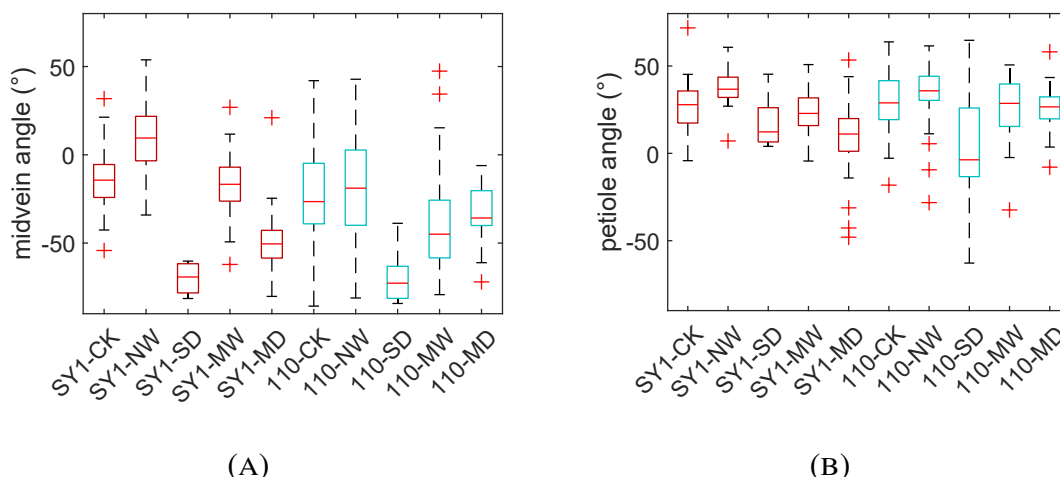 midvein angle (°)
50
0
-50
SY1-CK
SY1-NW
SY1-SD
SY1-MW
SY1-MD
110-CK
110-NW
110-SD
110-MW
110-MD
(A)
petiole angle (°)
50
0
-50
SY1-CK
SY1-NW
SY1-SD
SY1-MW
SY1-MD
110-CK
110-NW
110-SD
110-MW
110-MD
(B)